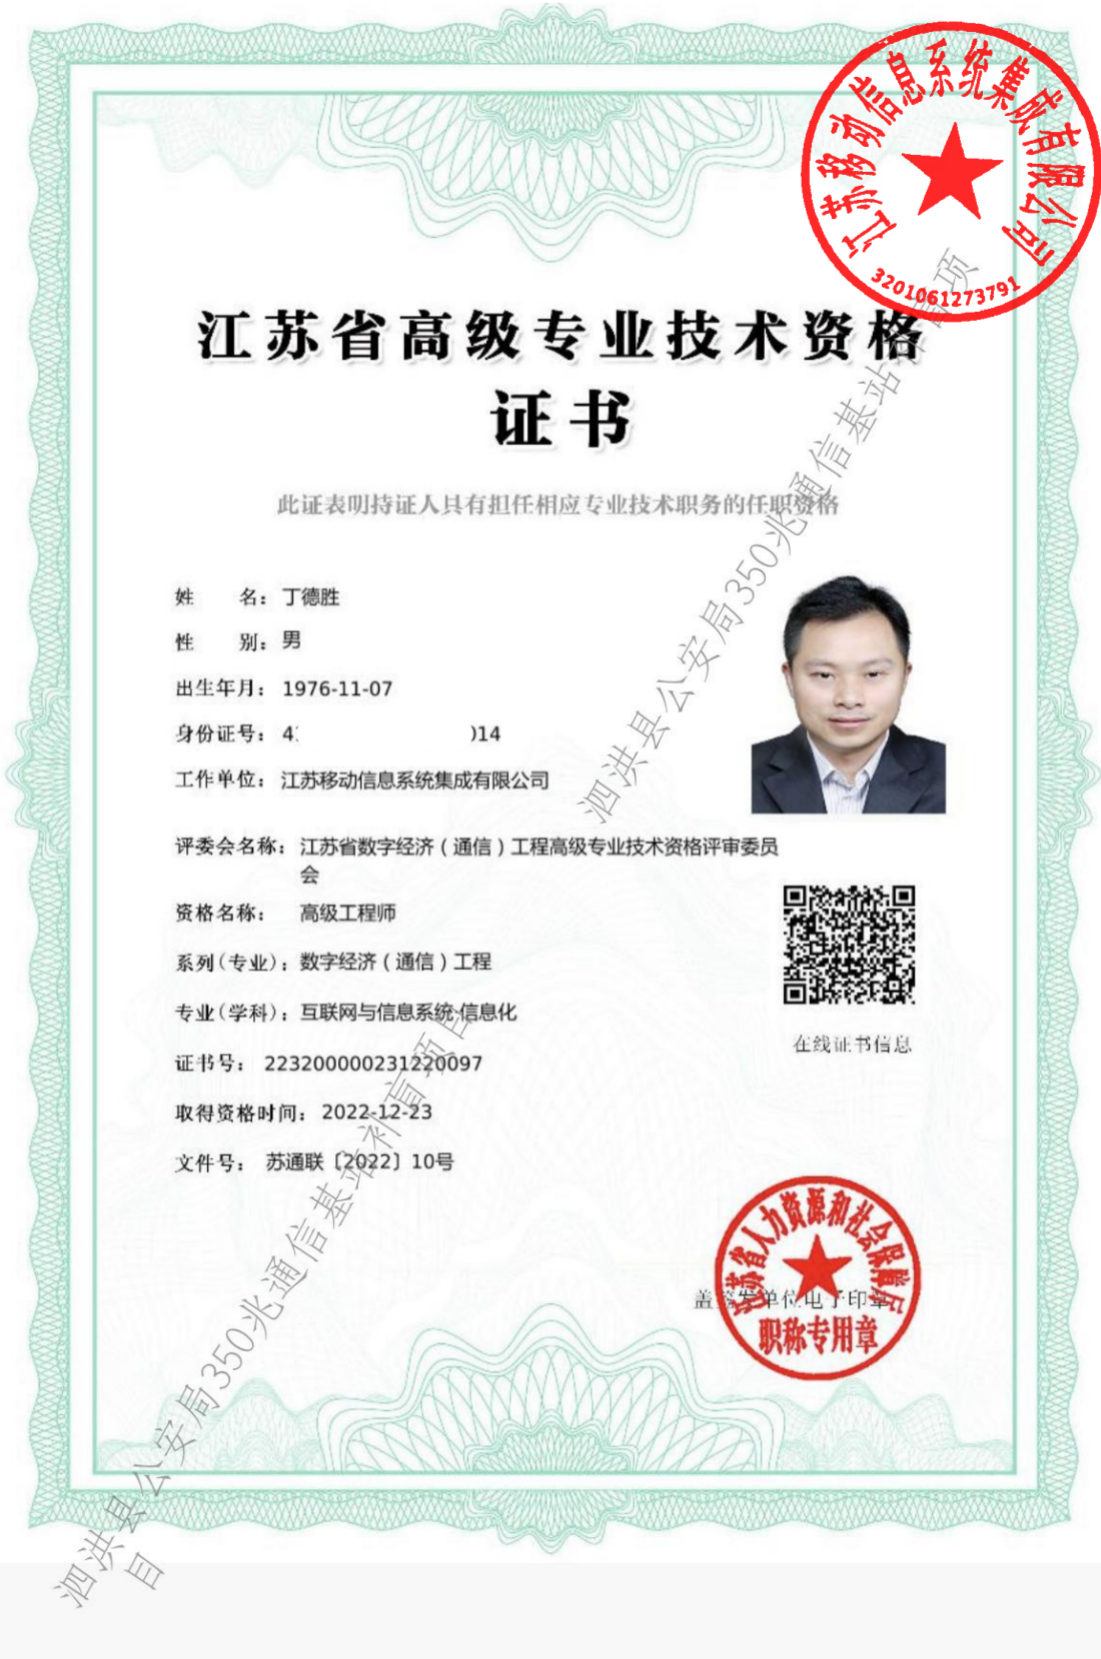 江苏移动信息系统集成有限公司
3201061273791
江苏省高级专业技术资格
证书
此证表明持证人具有担任相应专业技术职务的任职资格
姓 名：丁德胜
性 别：男
出生年月：1976-11-07
身份证号：4 014
工作单位：江苏移动信息系统集成有限公司
评委会名称：江苏省数字经济（通信）工程高级专业技术资格评审委员
会
资格名称：高级工程师
系列(专业)：数字经济（通信）工程
专业(学科)：互联网与信息系统·信息化
证书号：223200000231220097
取得资格时间：2022-12-23
文件号：苏通联〔2022〕10号
在线证书信息
江苏省人力资源和社会保障厅
盖签发单位电子印章
职称专用章
泗洪县公安局350兆通信基站补盲项
泗洪县公安局350兆通信基站补盲项目
目